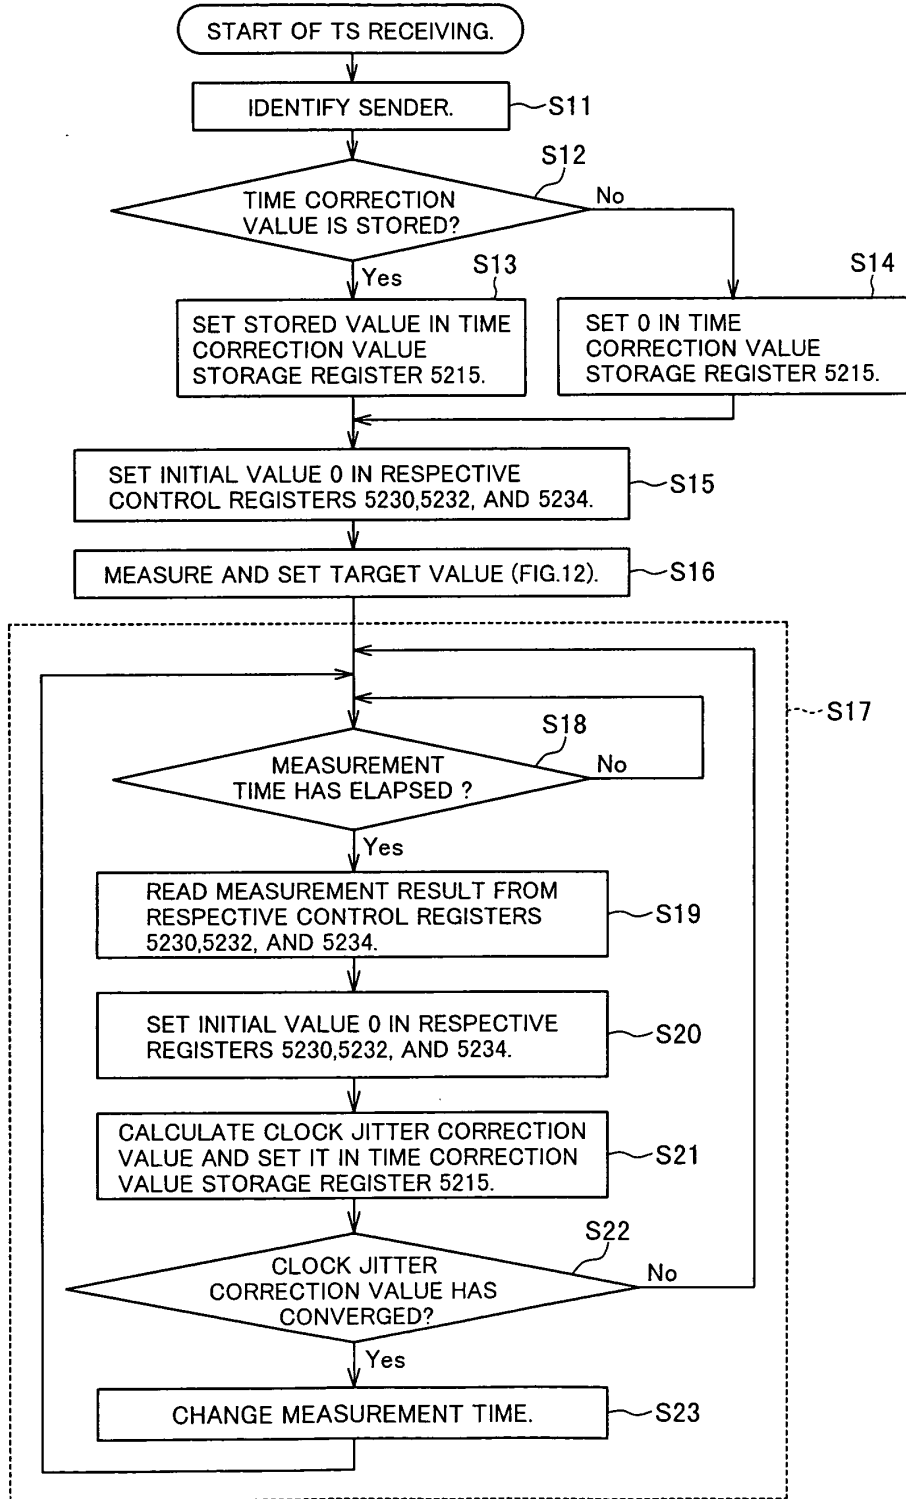 START OF TS RECEIVING.
IDENTIFY SENDER.
S11
S12
TIME CORRECTION
VALUE IS STORED?
No
Yes
S13
S14
SET STORED VALUE IN TIME
CORRECTION VALUE
STORAGE REGISTER 5215.
SET 0 IN TIME
CORRECTION VALUE
STORAGE REGISTER 5215.
SET INITIAL VALUE 0 IN RESPECTIVE
CONTROL REGISTERS 5230,5232, AND 5234.
S15
MEASURE AND SET TARGET VALUE (FIG.12).
S16
S17
S18
MEASUREMENT
TIME HAS ELAPSED ?
No
Yes
READ MEASUREMENT RESULT FROM
RESPECTIVE CONTROL REGISTERS
5230,5232, AND 5234.
S19
SET INITIAL VALUE 0 IN RESPECTIVE
REGISTERS 5230,5232, AND 5234.
S20
CALCULATE CLOCK JITTER CORRECTION
VALUE AND SET IT IN TIME CORRECTION
VALUE STORAGE REGISTER 5215.
S21
S22
CLOCK JITTER
CORRECTION VALUE HAS
CONVERGED?
No
Yes
CHANGE MEASUREMENT TIME.
S23